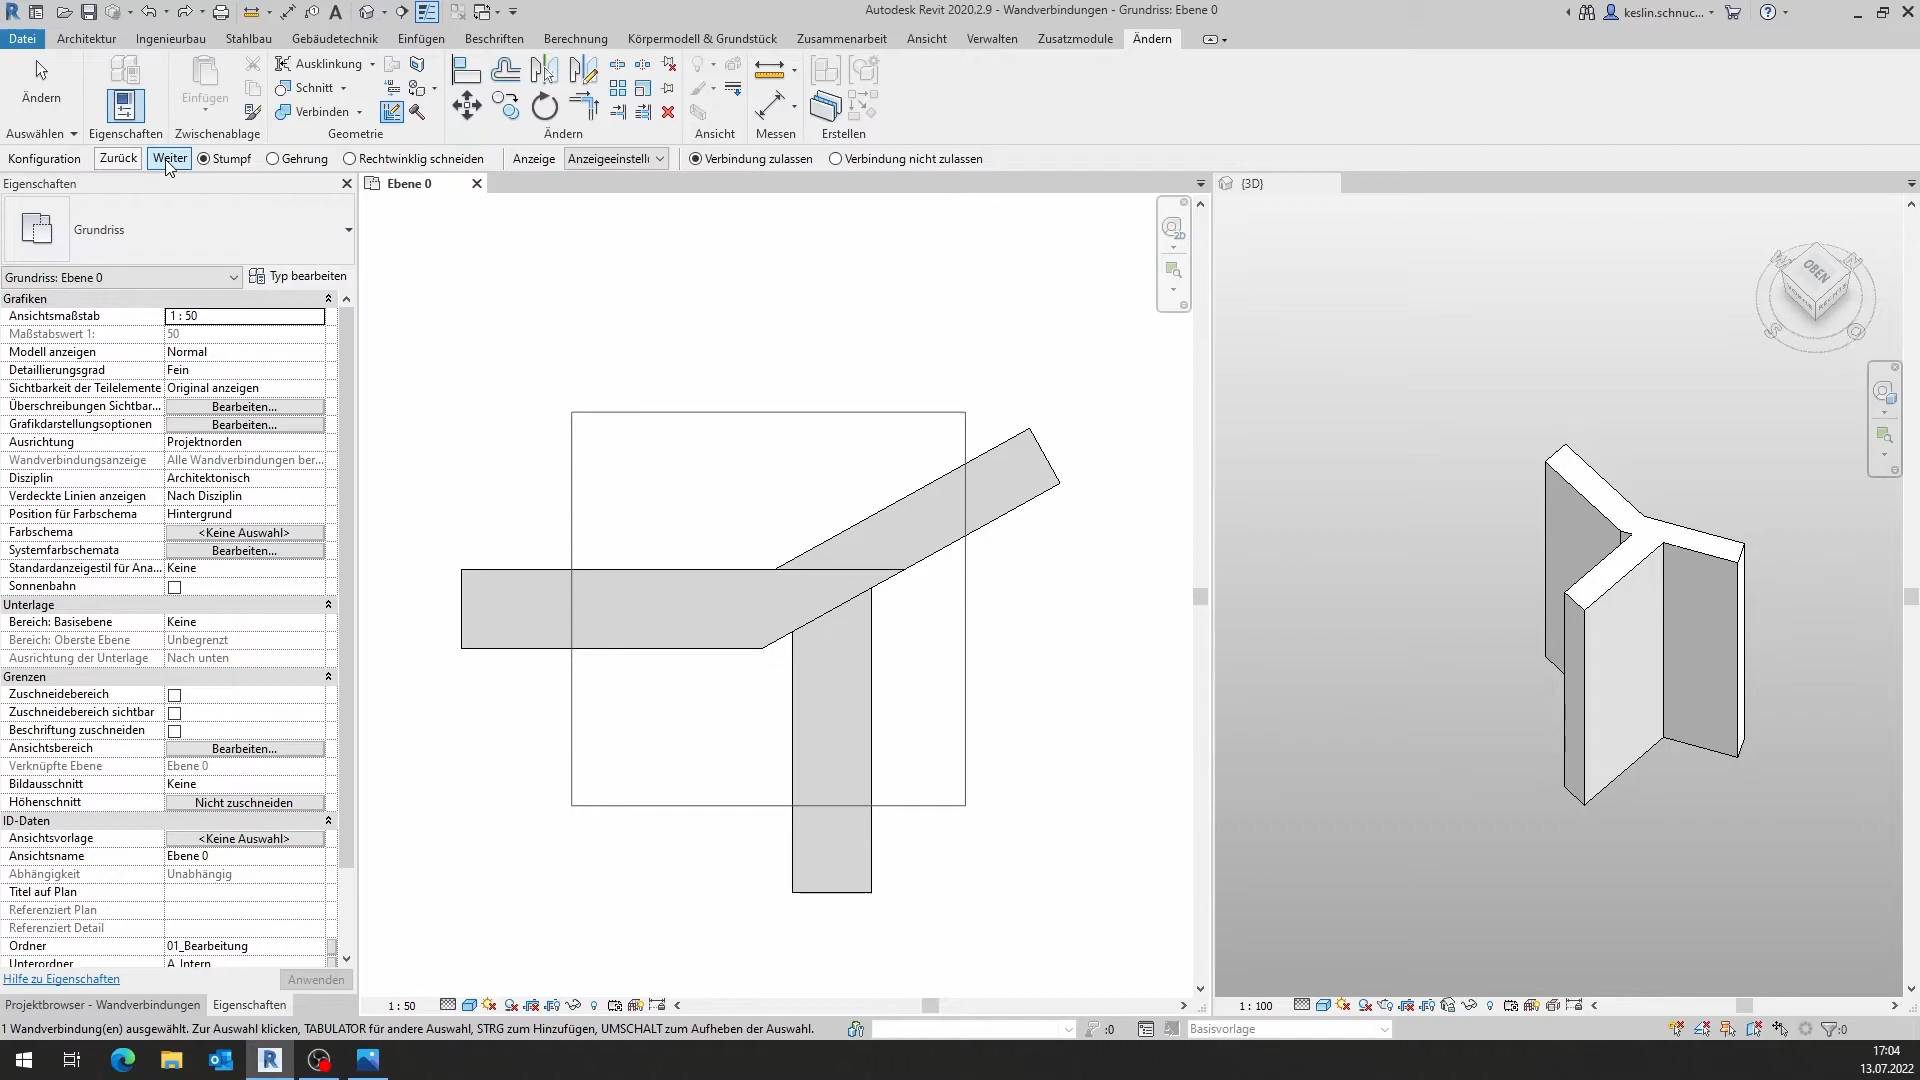 Autodesk Revit 2020.2.9 - Wandverbindungen - Grundriss: Ebene 0
keslin.schnuc...
Datei Architektur Ingenieurbau Stahlbau Gebäudetechnik Einfügen Beschriften Berechnung Körpermodell & Grundstück Zusammenarbeit Ansicht Verwalten Zusatzmodule Ändern
Ausklinkung
Schnitt
Ändern Einfügen
Verbinden
Auswählen Eigenschaften Zwischenablage Geometrie Ändern Ansicht Messen Erstellen
Konfiguration Zurück Weiter Stumpf Gehrung Rechtwinklig schneiden Anzeige Anzeigeeinstell Verbindung zulassen Verbindung nicht zulassen
Eigenschaften
Ebene 0
{3D}
Grundriss
Grundriss: Ebene 0 Typ bearbeiten
Grafiken
Ansichtsmaßstab 1 : 50
Maßstabswert 1: 50
Modell anzeigen Normal
Detaillierungsgrad Fein
Sichtbarkeit der Teilelemente Original anzeigen
Überschreibungen Sichtbar... Bearbeiten...
Grafikdarstellungsoptionen Bearbeiten...
Ausrichtung Projektnorden
Wandverbindungsanzeige Alle Wandverbindungen ber...
Disziplin Architektonisch
Verdeckte Linien anzeigen Nach Disziplin
Position für Farbschema Hintergrund
Farbschema <Keine Auswahl>
Systemfarbschemata Bearbeiten...
Standardanzeigestil für Ana... Keine
Sonnenbahn
Unterlage
Bereich: Basisebene Keine
Bereich: Oberste Ebene Unbegrenzt
Ausrichtung der Unterlage Nach unten
Grenzen
Zuschneidebereich
Zuschneidebereich sichtbar
Beschriftung zuschneiden
Ansichtsbereich Bearbeiten...
Verknüpfte Ebene Ebene 0
Bildausschnitt Keine
Höhenschnitt Nicht zuschneiden
ID-Daten
Ansichtsvorlage <Keine Auswahl>
Ansichtsname Ebene 0
Abhängigkeit Unabhängig
Titel auf Plan
Referenziert Plan
Referenziert Detail
Ordner 01_Bearbeitung
Unterordner A Intern
Hilfe zu Eigenschaften Anwenden
Projektbrowser - Wandverbindungen Eigenschaften
2D
OBEN
N
W
S
O
1 : 50
1 : 100
1 Wandverbindung(en) ausgewählt. Zur Auswahl klicken, TABULATOR für andere Auswahl, STRG zum Hinzufügen, UMSCHALT zum Aufheben der Auswahl.
:0
Basisvorlage
:0
17:04
13.07.2022